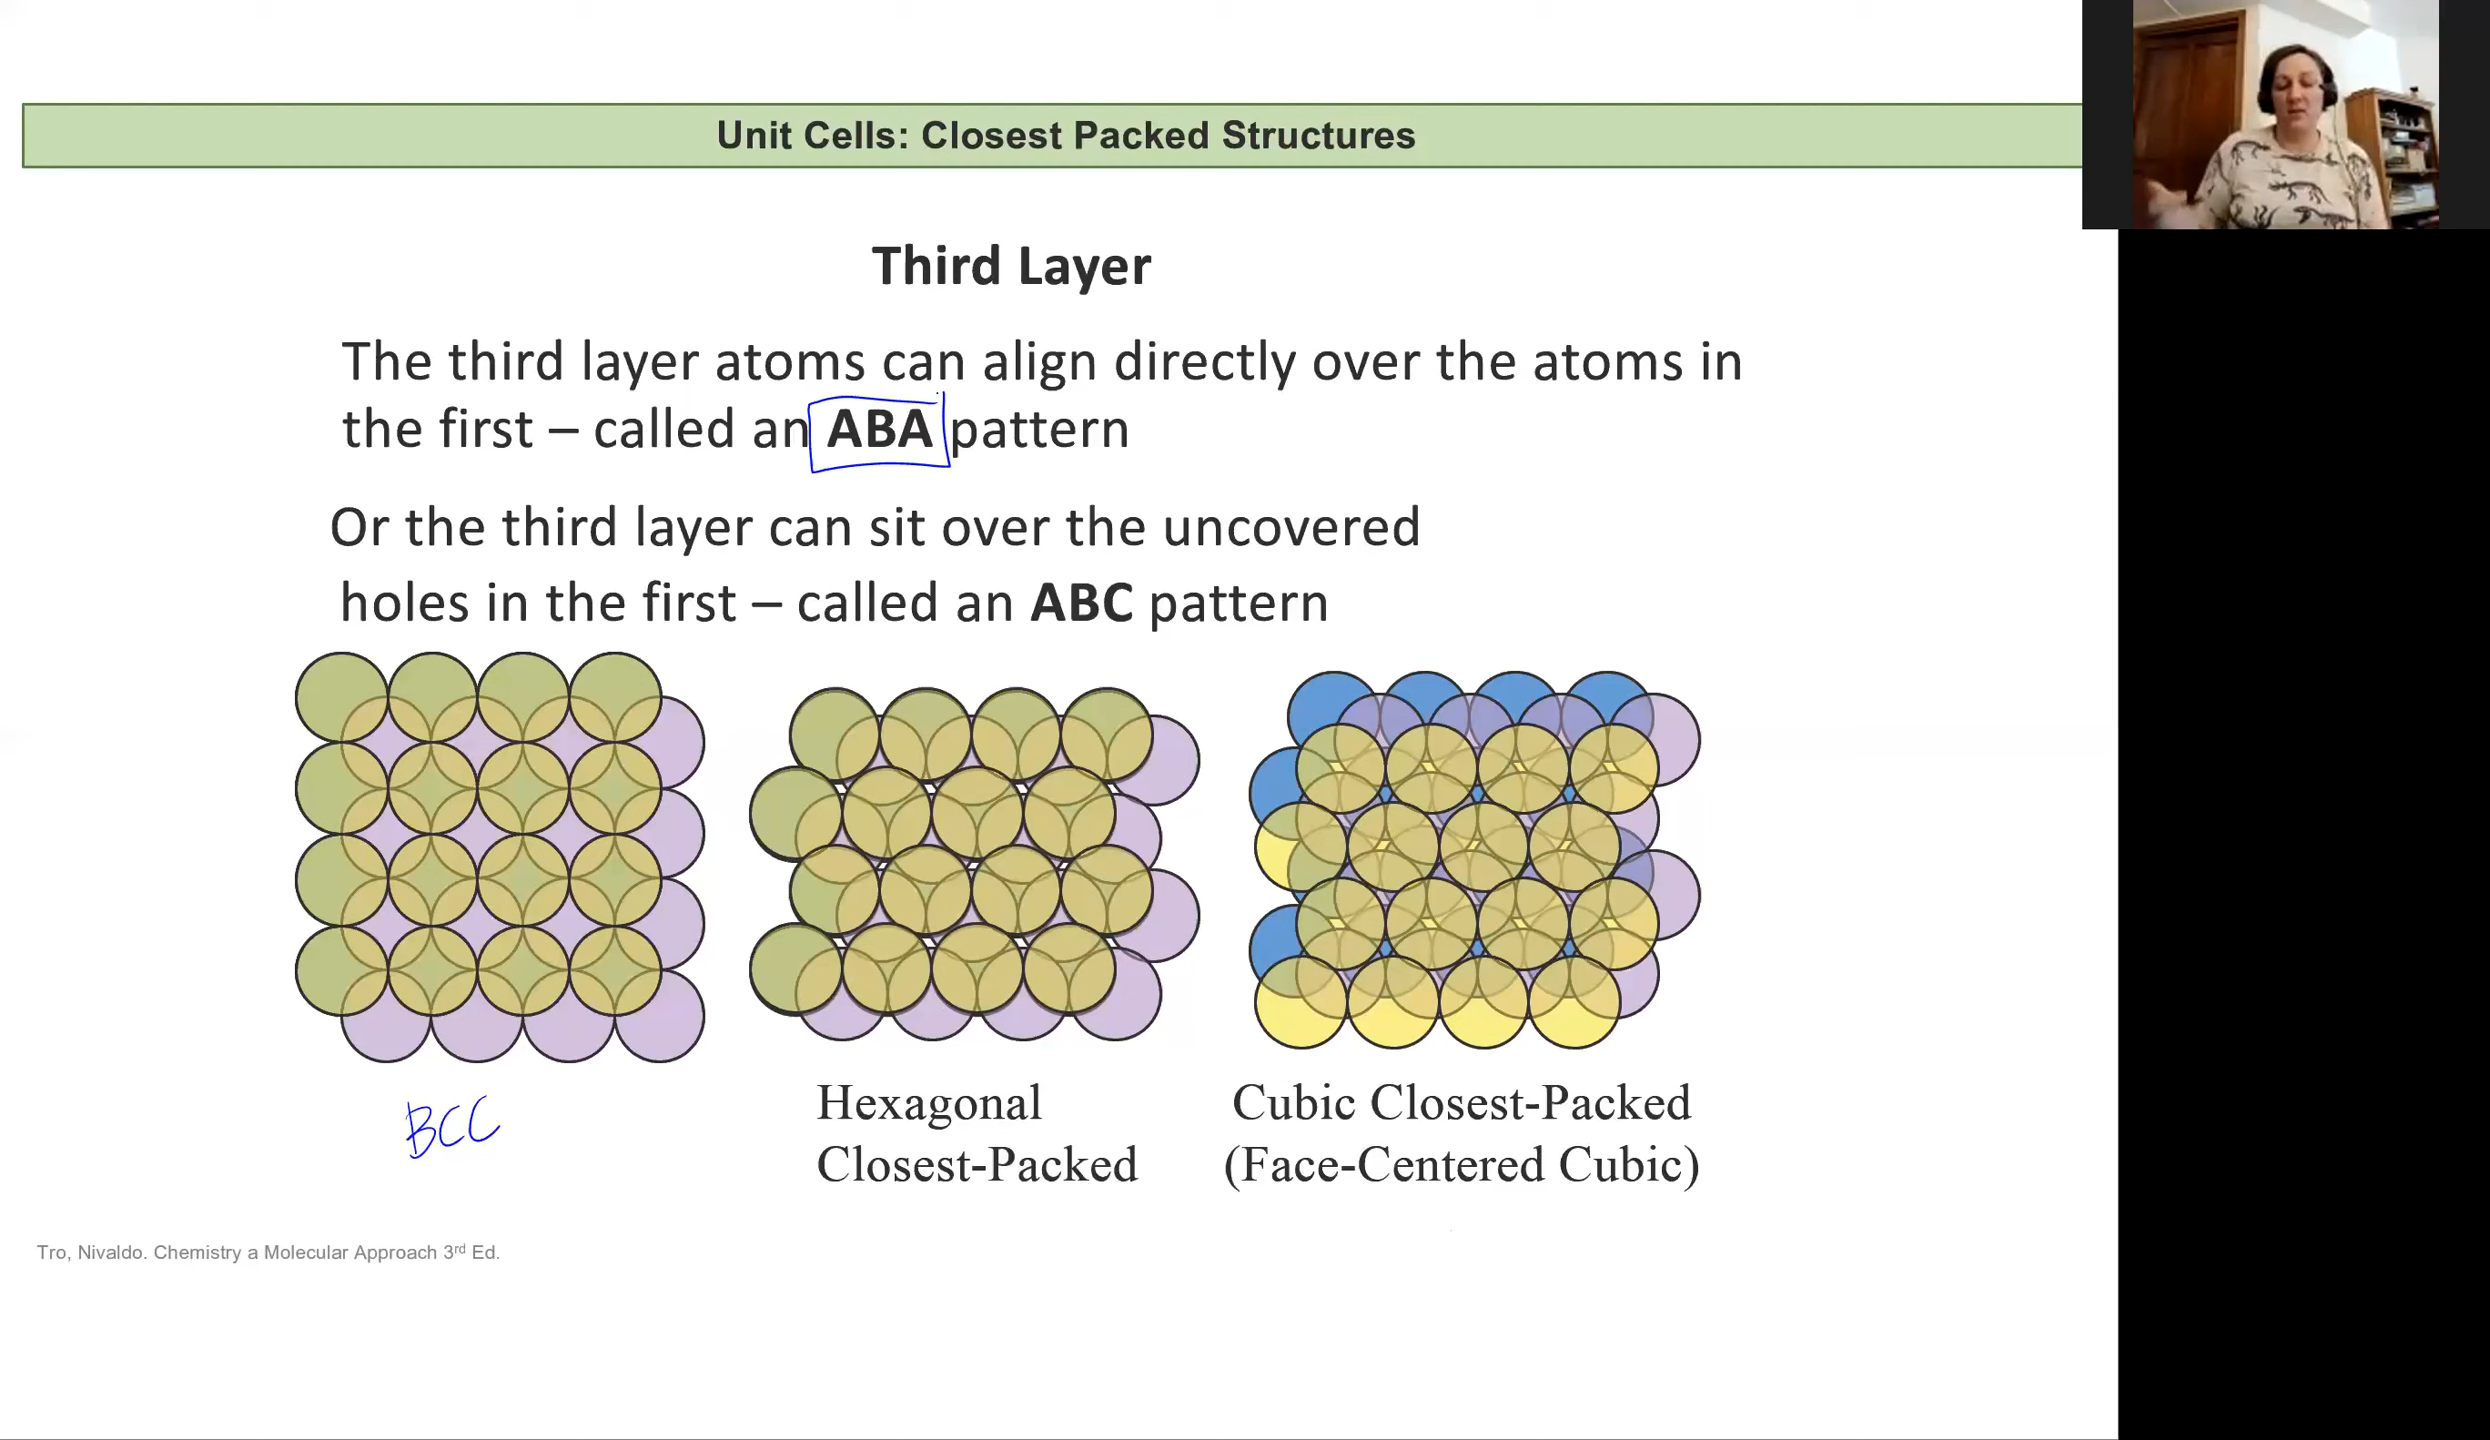 Unit Cells: Closest Packed Structures
Third Layer
The third layer atoms can align directly over the atoms in
the first – called an ABA pattern
Or the third layer can sit over the uncovered
holes in the first – called an ABC pattern
BCC
Hexagonal
Closest-Packed
Cubic Closest-Packed
(Face-Centered Cubic)
Tro, Nivaldo. Chemistry a Molecular Approach 3rd Ed.